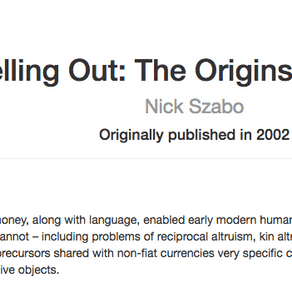 elling Out: The Origins
Nick Szabo
Originally published in 2002
noney, along with language, enabled early modern human
annot – including problems of reciprocal altruism, kin altr
precursors shared with non-fiat currencies very specific c
ive objects.